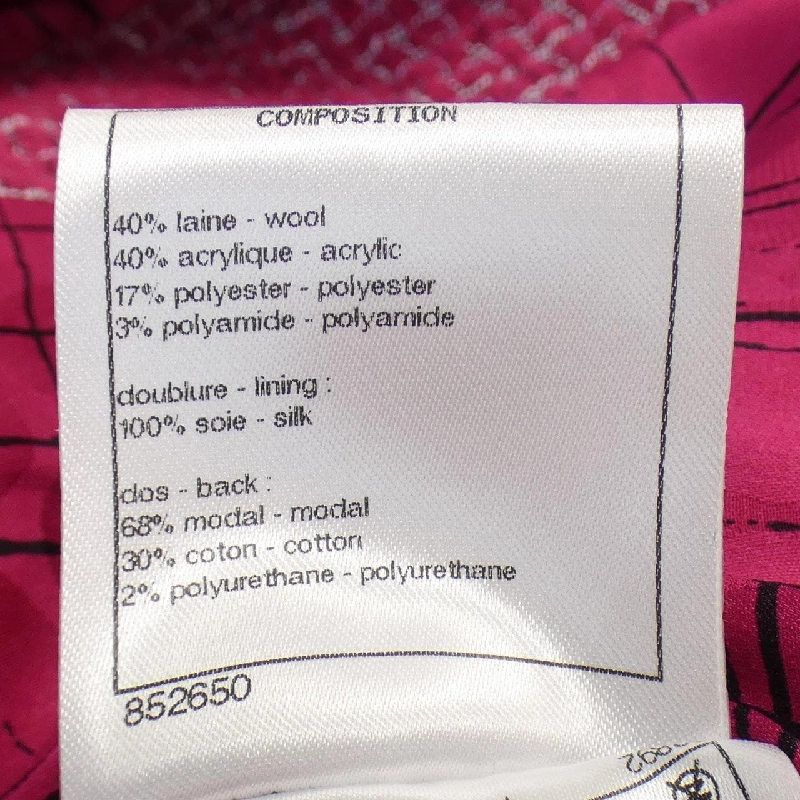 COMPOSITION
40% laine - wool
40% acrylique - acrylic
17% polyester - polyester
3% polyamide - polyamide
doublure - lining :
100% soie - silk
dos - back :
68% modal - modal
30% coton - cotton
2% polyurethane - polyurethane
852650